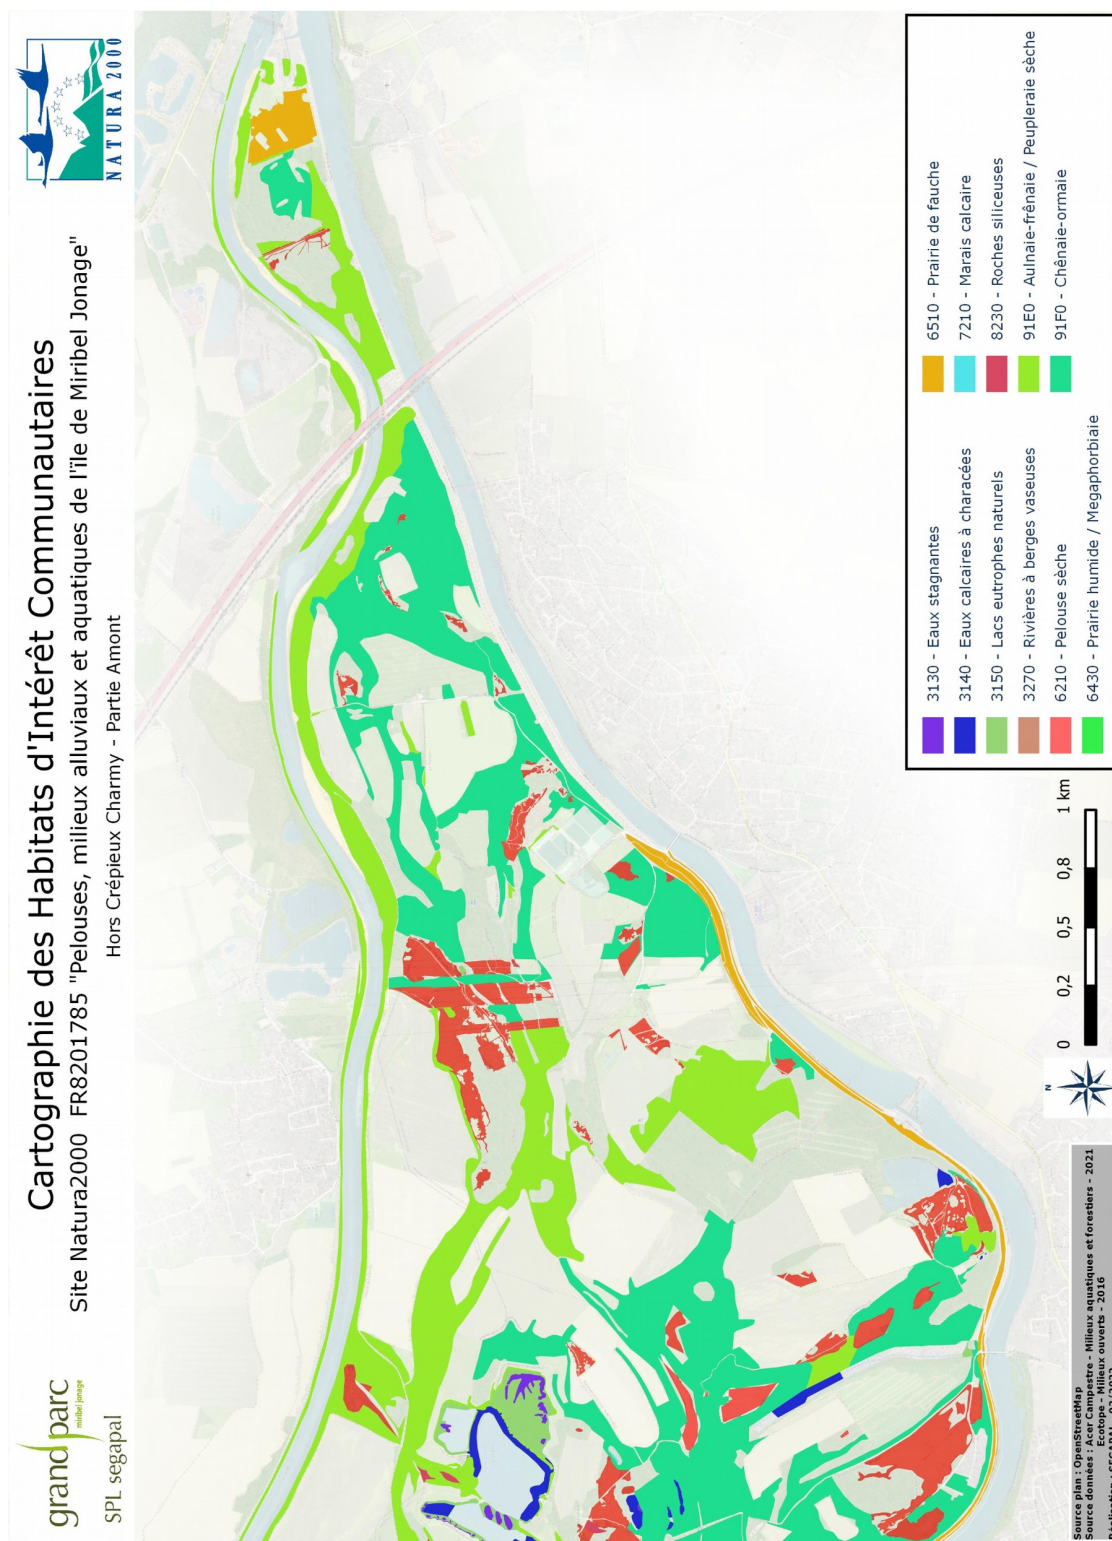 grand parc
miribel jonage
SPL segapal
Cartographie des Habitats d'Intérêt Communautaires
Site Natura2000 FR8201785 "Pelouses, milieux alluviaux et aquatiques de l'île de Miribel Jonage"
Hors Crépieux Charmy - Partie Amont
NATURA 2000
Source plan : OpenStreetMap
Source données : Acer Campestre - Milieux aquatiques et forestiers - 2021
Ecotope - Milieux ouverts - 2016
Réalisation : SEGAPAL - 02/2022
N
0 0,2 0,5 0,8 1 km
3130 - Eaux stagnantes
3140 - Eaux calcaires à characées
3150 - Lacs eutrophes naturels
3270 - Rivières à berges vaseuses
6210 - Pelouse sèche
6430 - Prairie humide / Megaphorbiaie
6510 - Prairie de fauche
7210 - Marais calcaire
8230 - Roches siliceuses
91E0 - Aulnaie-frênaie / Peupleraie sèche
91F0 - Chênaie-ormaie